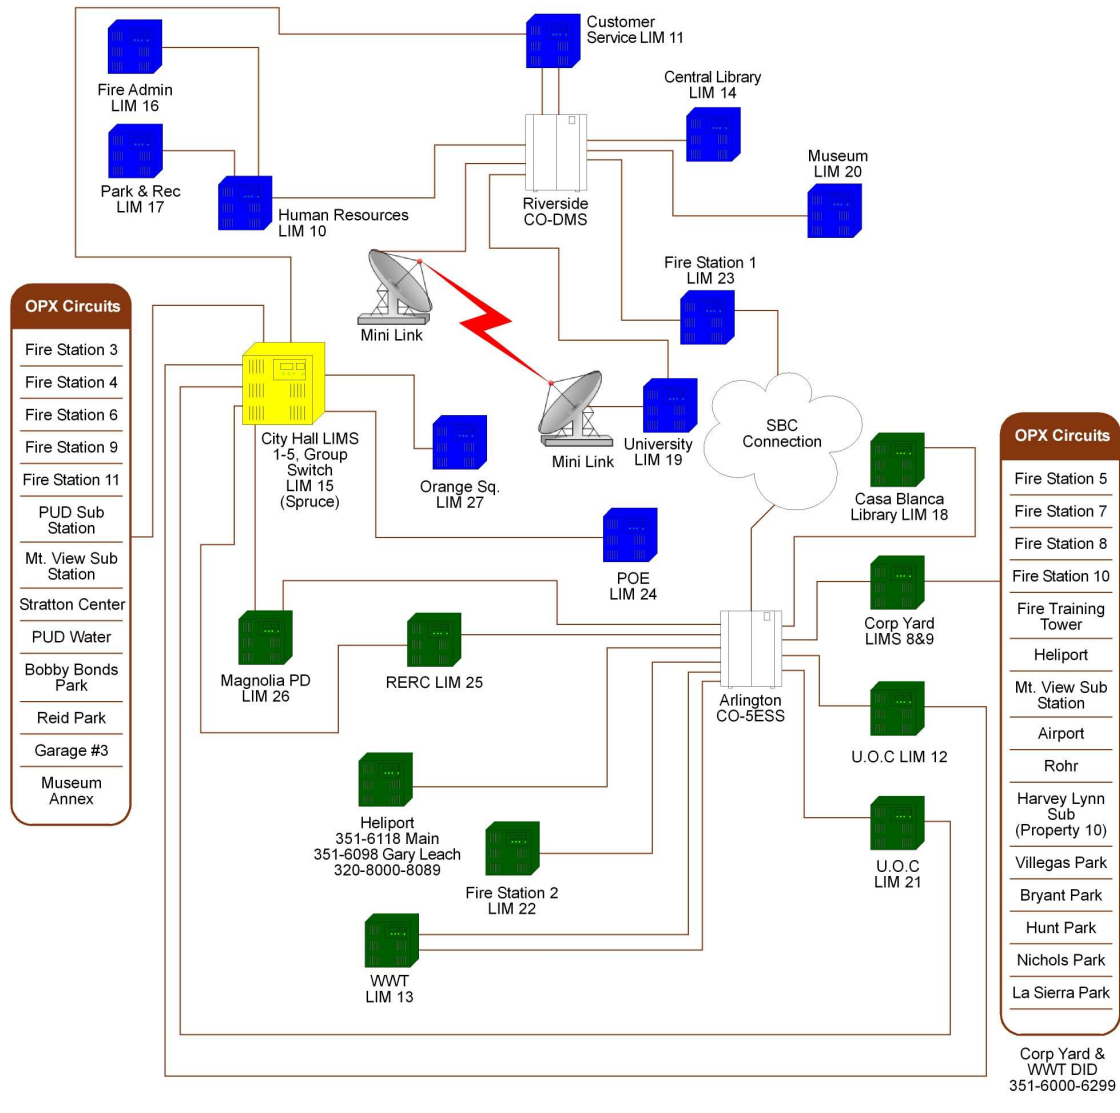 Customer
Service LIM 11
Fire Admin
LIM 16
Central Library
LIM 14
Park & Rec
LIM 17
Museum
LIM 20
Human Resources
LIM 10
Riverside
CO-DMS
Fire Station 1
LIM 23
Mini Link
Mini Link
University
LIM 19
SBC
Connection
OPX Circuits
Fire Station 3
Fire Station 4
Fire Station 6
Fire Station 9
Fire Station 11
PUD Sub
Station
Mt. View Sub
Station
Stratton Center
PUD Water
Bobby Bonds
Park
Reid Park
Garage #3
Museum
Annex
City Hall LIMS
1-5, Group
Switch
LIM 15
(Spruce)
Orange Sq.
LIM 27
POE
LIM 24
Casa Blanca
Library LIM 18
Corp Yard
LIMS 8&9
Magnolia PD
LIM 26
RERC LIM 25
Arlington
CO-5ESS
U.O.C LIM 12
Heliport
351-6118 Main
351-6098 Gary Leach
320-8000-8089
Fire Station 2
LIM 22
U.O.C
LIM 21
WWT
LIM 13
OPX Circuits
Fire Station 5
Fire Station 7
Fire Station 8
Fire Station 10
Fire Training
Tower
Heliport
Mt. View Sub
Station
Airport
Rohr
Harvey Lynn
Sub
(Property 10)
Villegas Park
Bryant Park
Hunt Park
Nichols Park
La Sierra Park
Corp Yard &
WWT DID
351-6000-6299